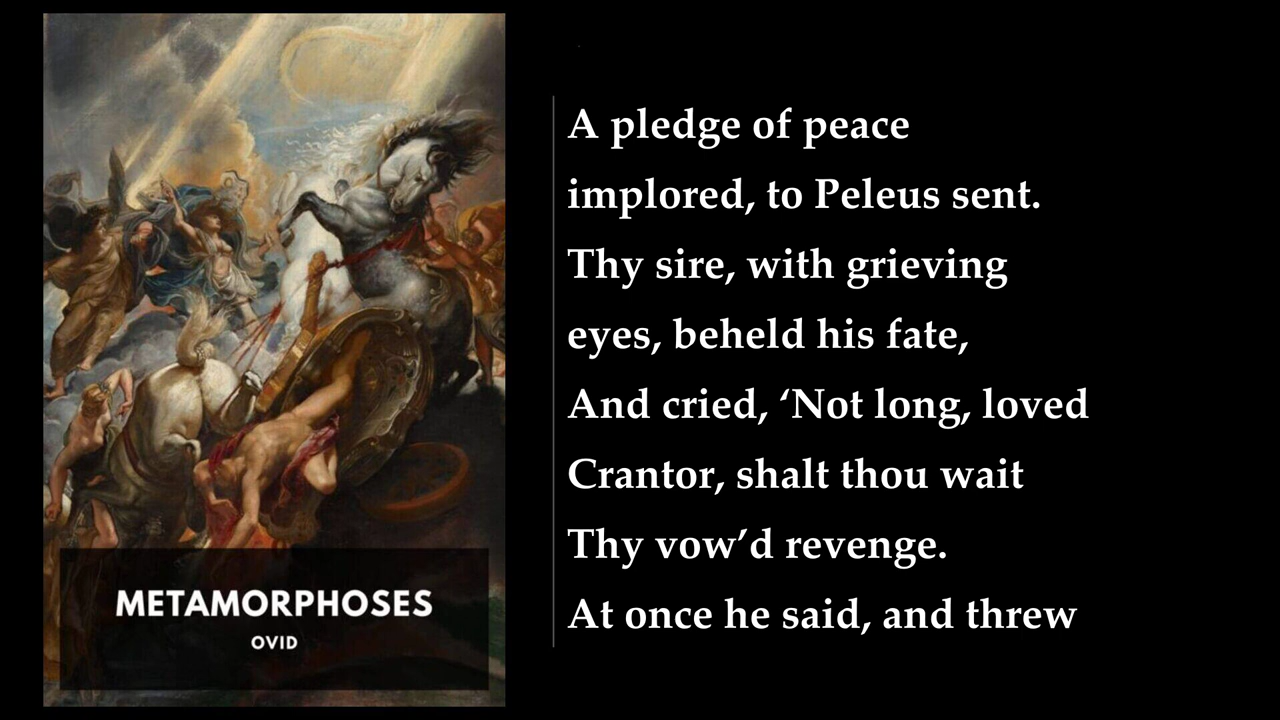 METAMORPHOSES
OVID
A pledge of peace
implored, to Peleus sent.
Thy sire, with grieving
eyes, beheld his fate,
And cried, ‘Not long, loved
Crantor, shalt thou wait
Thy vow’d revenge.
At once he said, and threw